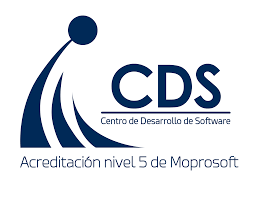 CDS
Centro de Desarrollo de Software
Acreditación nivel 5 de Moprosoft